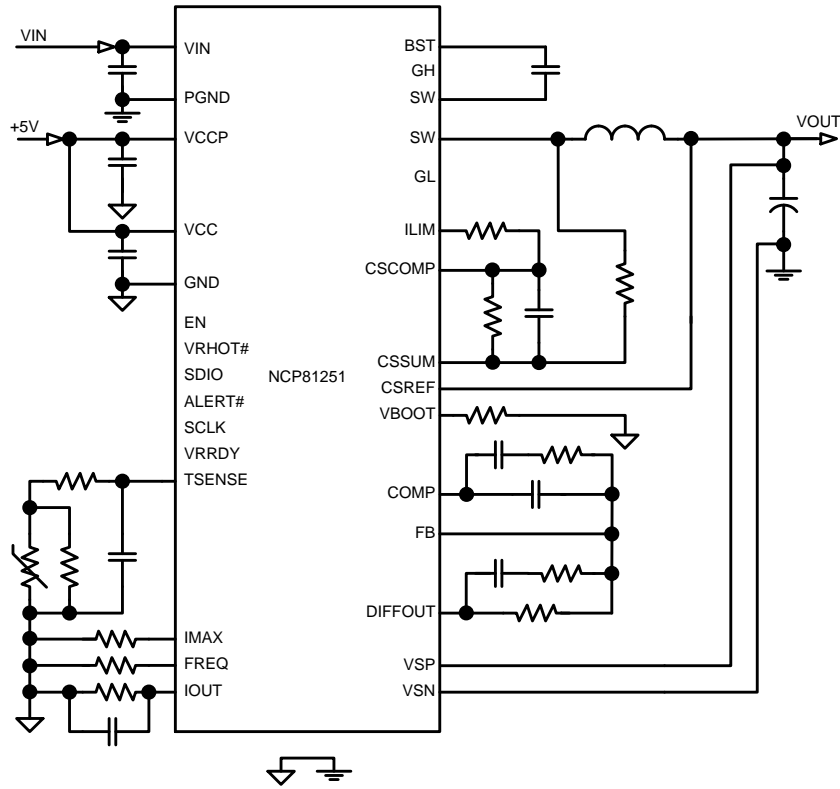 VIN
+5V
VIN
PGND
VCCP
VCC
GND
EN
VRHOT#
SDIO
ALERT#
SCLK
VRRDY
TSENSE
IMAX
FREQ
IOUT
NCP81251
BST
GH
SW
SW
GL
ILIM
CSCOMP
CSSUM
CSREF
VBOOT
COMP
FB
DIFFOUT
VSP
VSN
VOUT